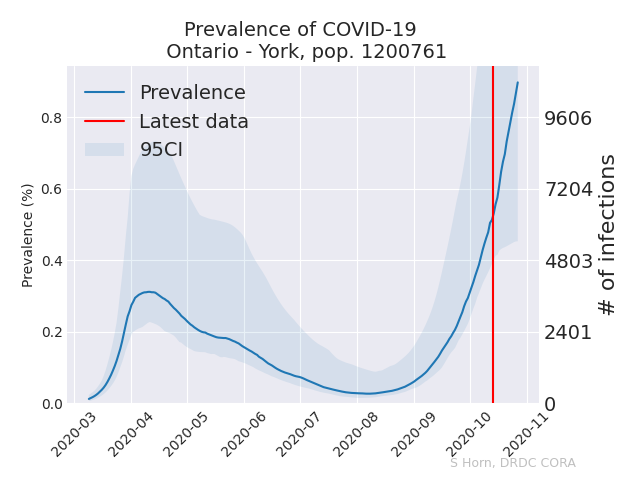 Prevalence of COVID-19
Ontario - York, pop. 1200761
Prevalence
Latest data
95CI
Prevalence (%)
0.8
0.6
0.4
0.2
0.0
9606
7204
4803
2401
0
# of infections
2020-03
2020-04
2020-05
2020-06
2020-07
2020-08
2020-09
2020-10
2020-11
S Horn, DRDC CORA